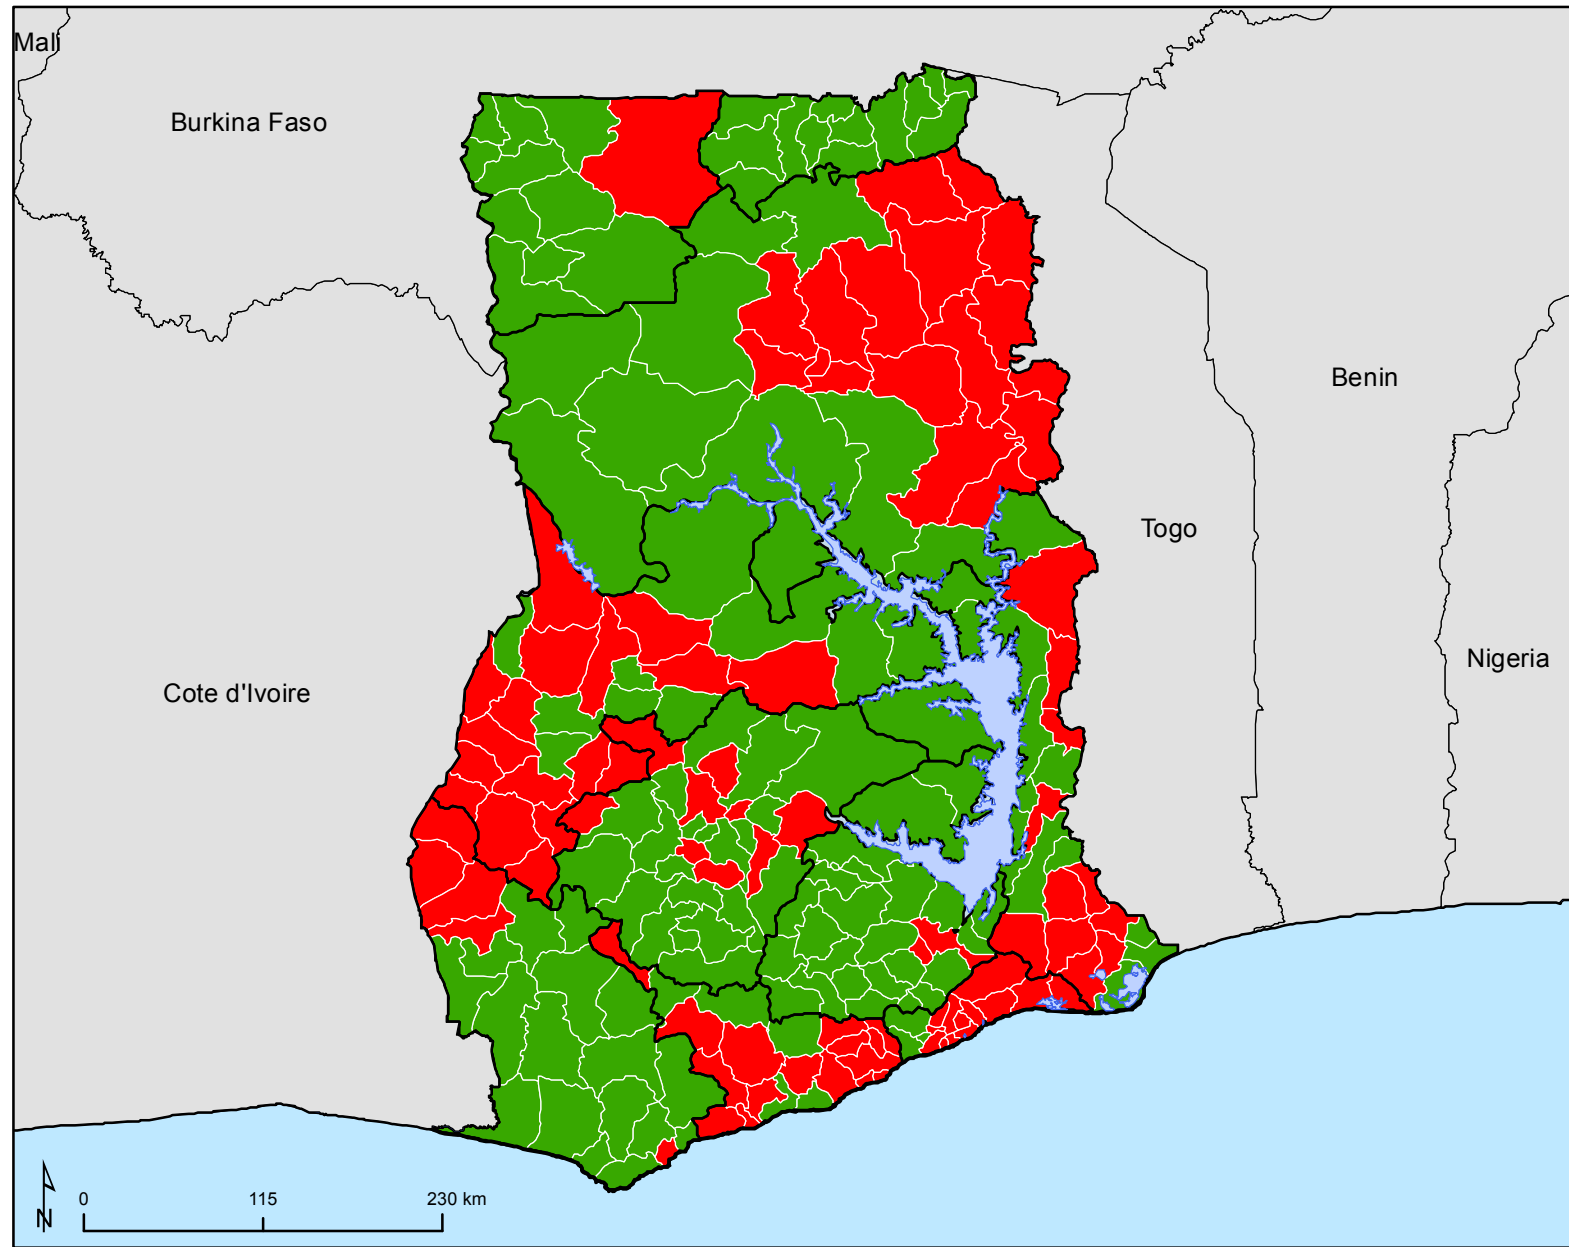 Mali
Burkina Faso
Benin
Togo
Nigeria
Cote d'Ivoire
N
0 115 230 km